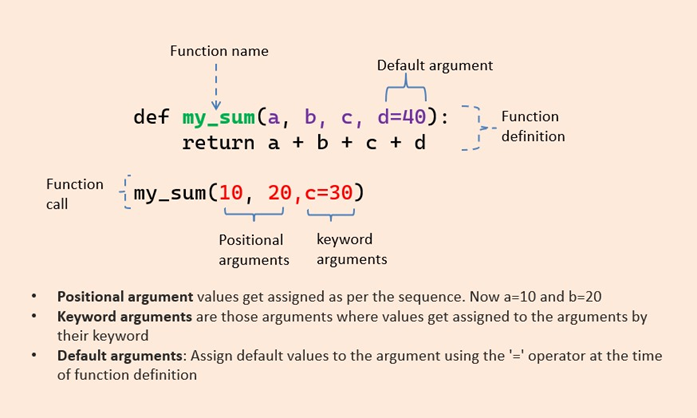 Function name
Default argument
def my_sum(a, b, c, d=40):
return a + b + c + d
Function
definition
Function
call
my_sum(10, 20,c=30)
Positional
arguments
keyword
arguments
• Positional argument values get assigned as per the sequence. Now a=10 and b=20
• Keyword arguments are those arguments where values get assigned to the arguments by
their keyword
• Default arguments: Assign default values to the argument using the '=' operator at the time
of function definition